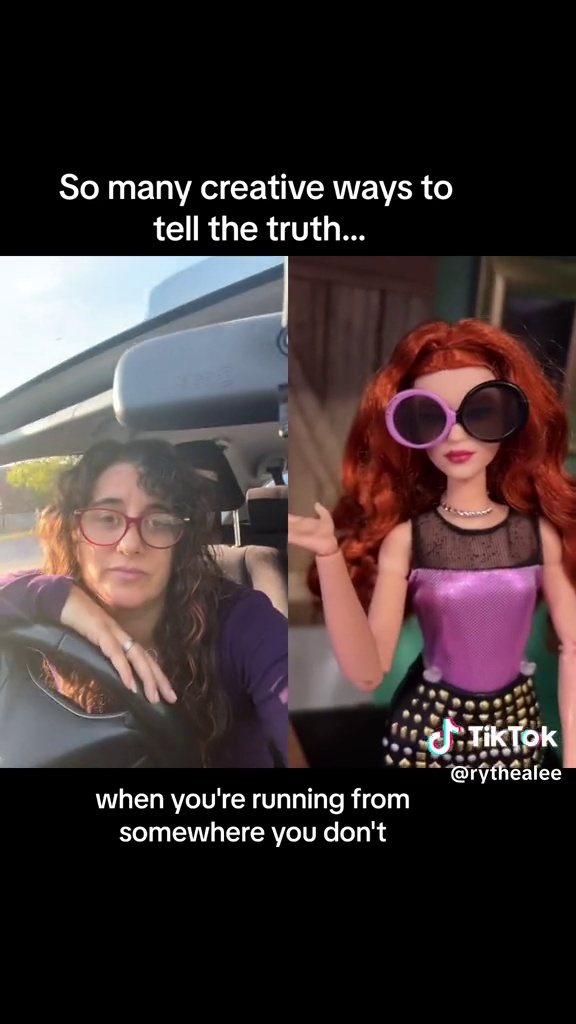 So many creative ways to
tell the truth...
TikTok
@rythealee
when you're running from
somewhere you don't